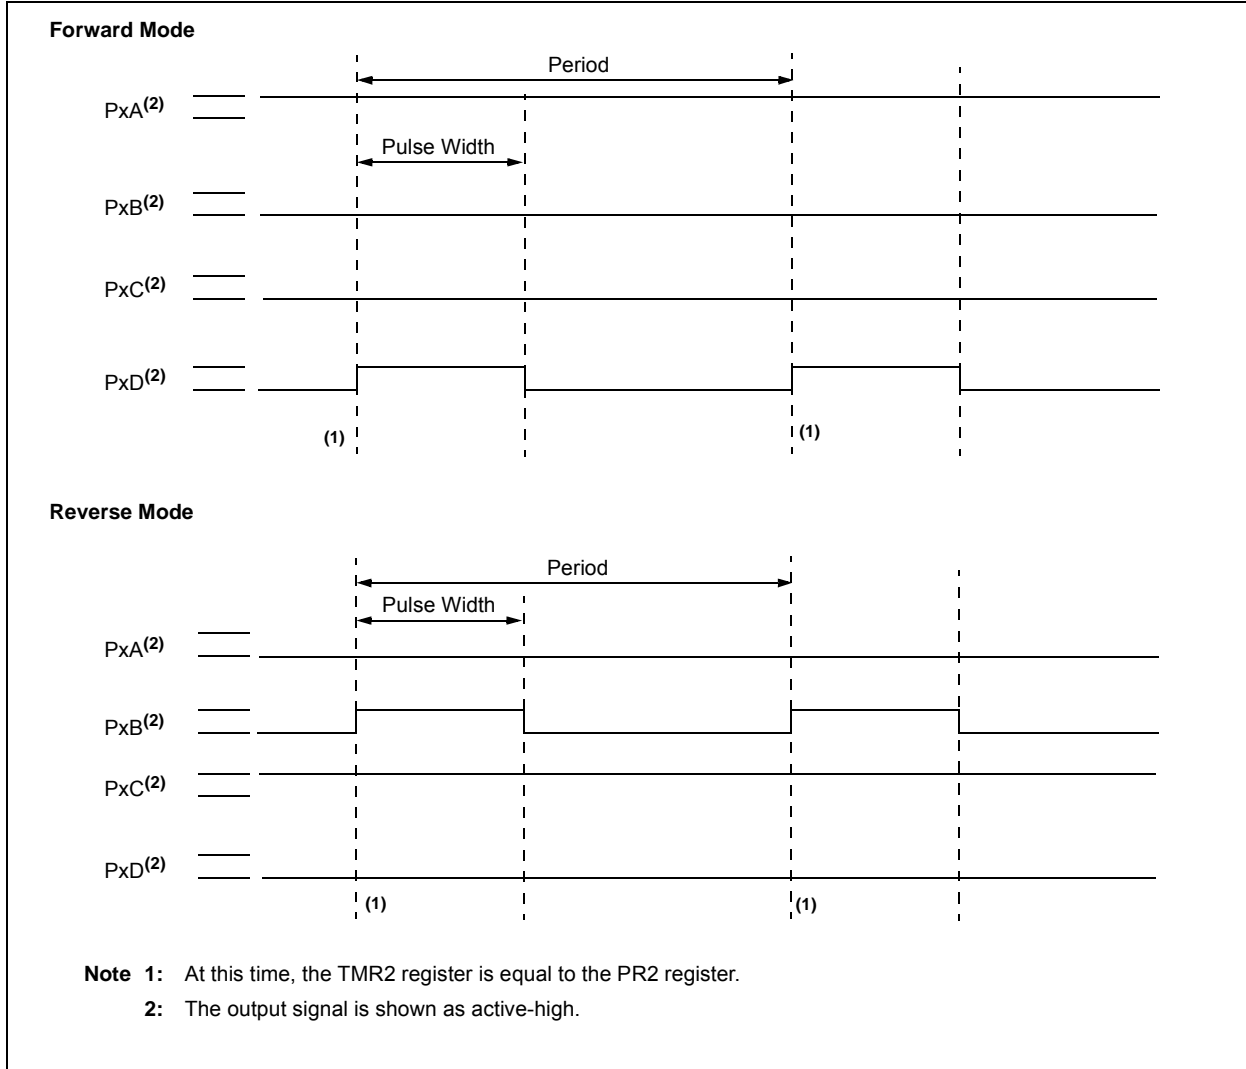 Forward Mode
Period
PxA(2)
Pulse Width
PxB(2)
PxC(2)
PxD(2)
(1) (1)
Reverse Mode
Period
Pulse Width
PxA(2)
PxB(2)
PxC(2)
PxD(2)
(1) (1)
Note 1: At this time, the TMR2 register is equal to the PR2 register.
2: The output signal is shown as active-high.